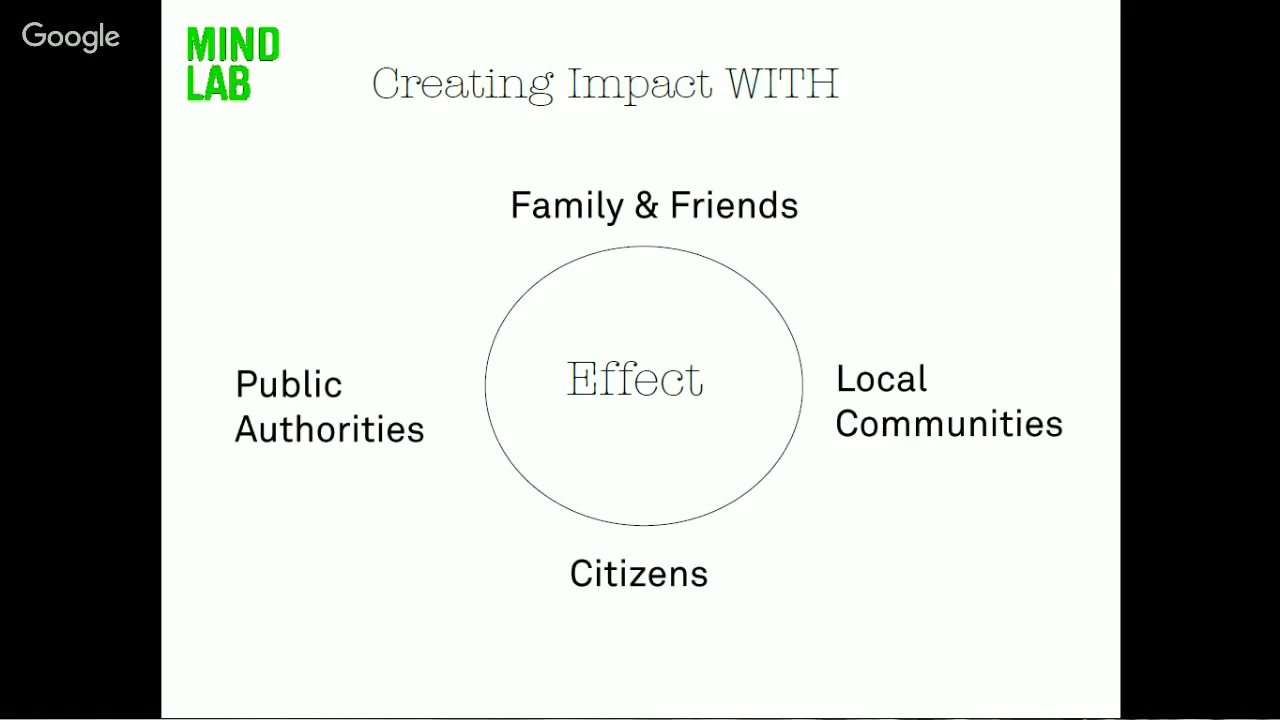 Google
MIND
LAB
Creating Impact WITH
Family & Friends
Public
Authorities
Effect
Local
Communities
Citizens